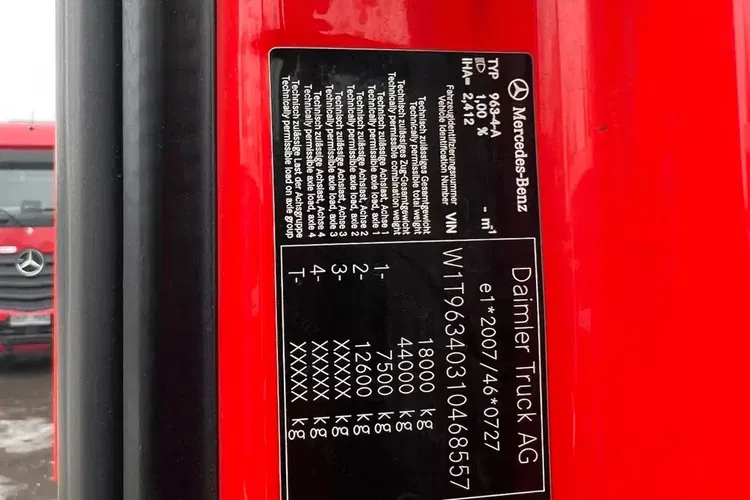 Mercedes-Benz
TYP 963-4-A
1,00 % - m⁻¹
IHA= 2,412
Daimler Truck AG
e1*2007/46*0727
Fahrzeugidentifizierungsnummer
Vehicle Identification Number VIN
W1T96340310468557
Technisch zulässiges Gesamtgewicht
Technically permissible total weight
18000 kg
Technisch zulässiges Zug-Gesamtgewicht
Technically permissible combination weight
44000 kg
Technisch zulässige Achslast, Achse 1
Technically permissible axle load, axle 1
1- 7500 kg
Technisch zulässige Achslast, Achse 2
Technically permissible axle load, axle 2
2- 12600 kg
Technisch zulässige Achslast, Achse 3
Technically permissible axle load, axle 3
3- XXXXX kg
Technisch zulässige Achslast, Achse 4
Technically permissible axle load, axle 4
4- XXXXX kg
Technisch zulässige Last der Achsgruppe
Technically permissible load on axle group
T- XXXXX kg